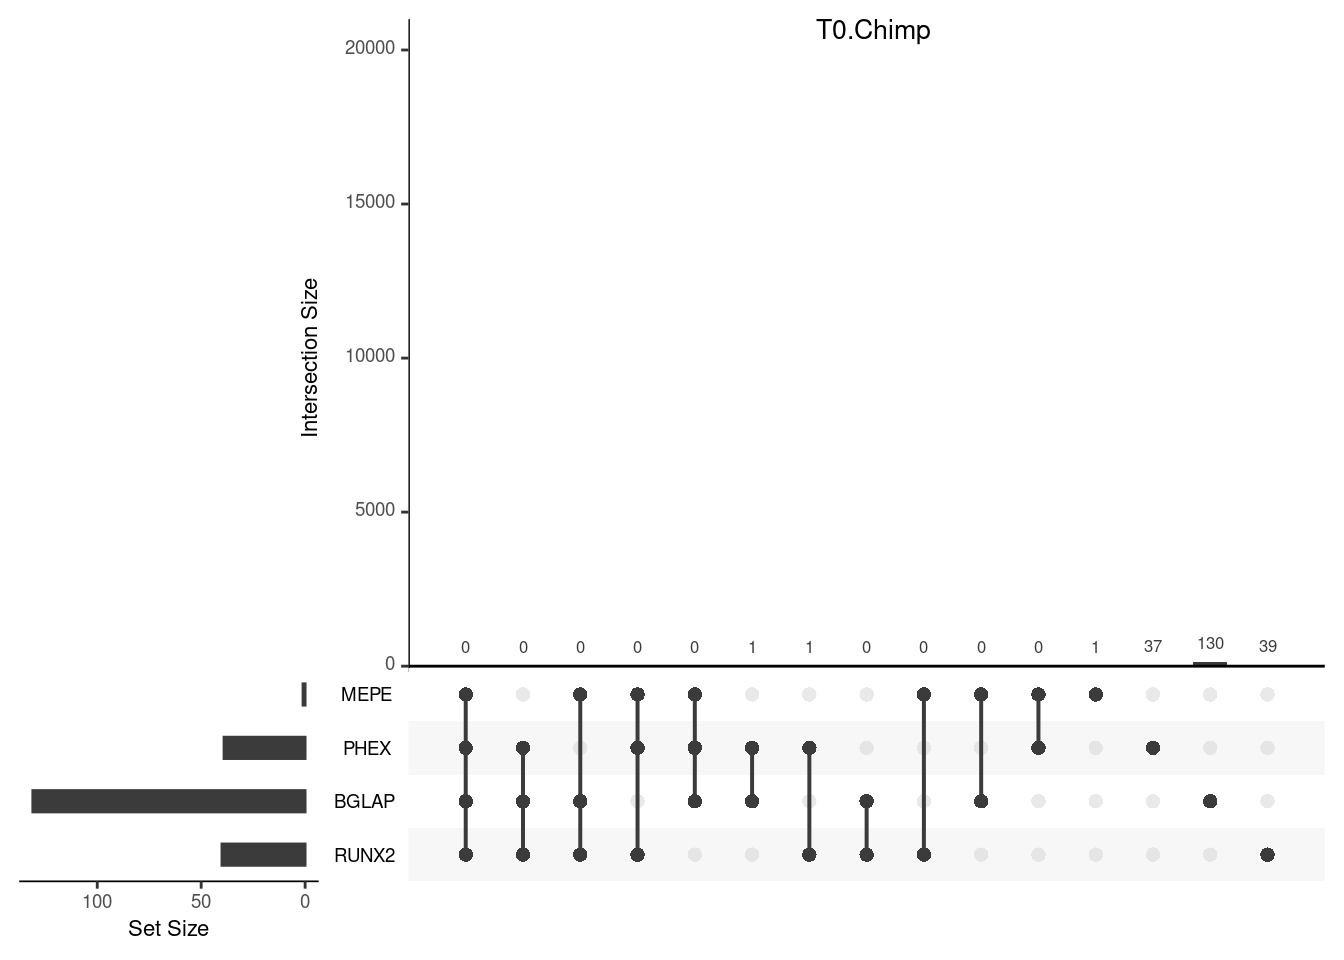 T0.Chimp
20000
15000
10000
5000
0
Intersection Size
0 0 0 0 0 1 1 0 0 0 0 1 37 130 39
MEPE
PHEX
BGLAP
RUNX2
100 50 0
Set Size